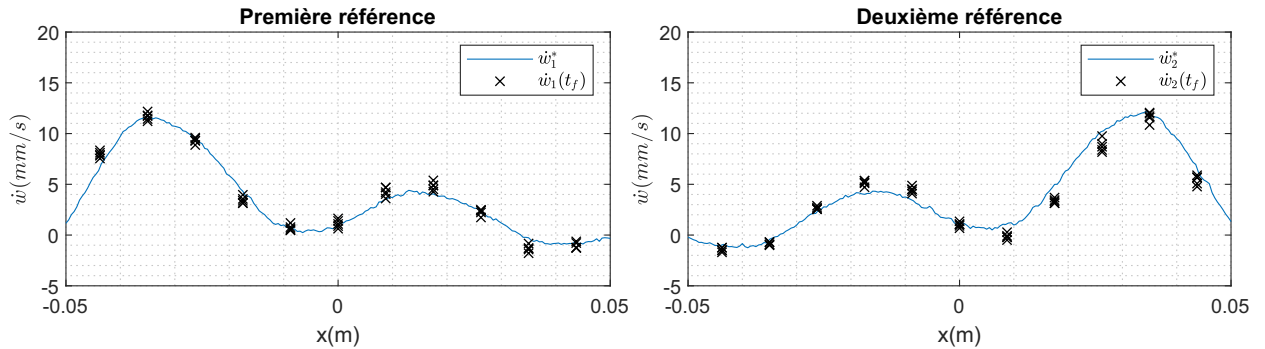 Première référence
20
15
10
5
0
-5
-0.05
0
0.05
x(m)
ẇ(mm/s)
ẇ₁*
ẇ₁(t_f)
Deuxième référence
20
15
10
5
0
-5
-0.05
0
0.05
x(m)
ẇ(mm/s)
ẇ₂*
ẇ₂(t_f)